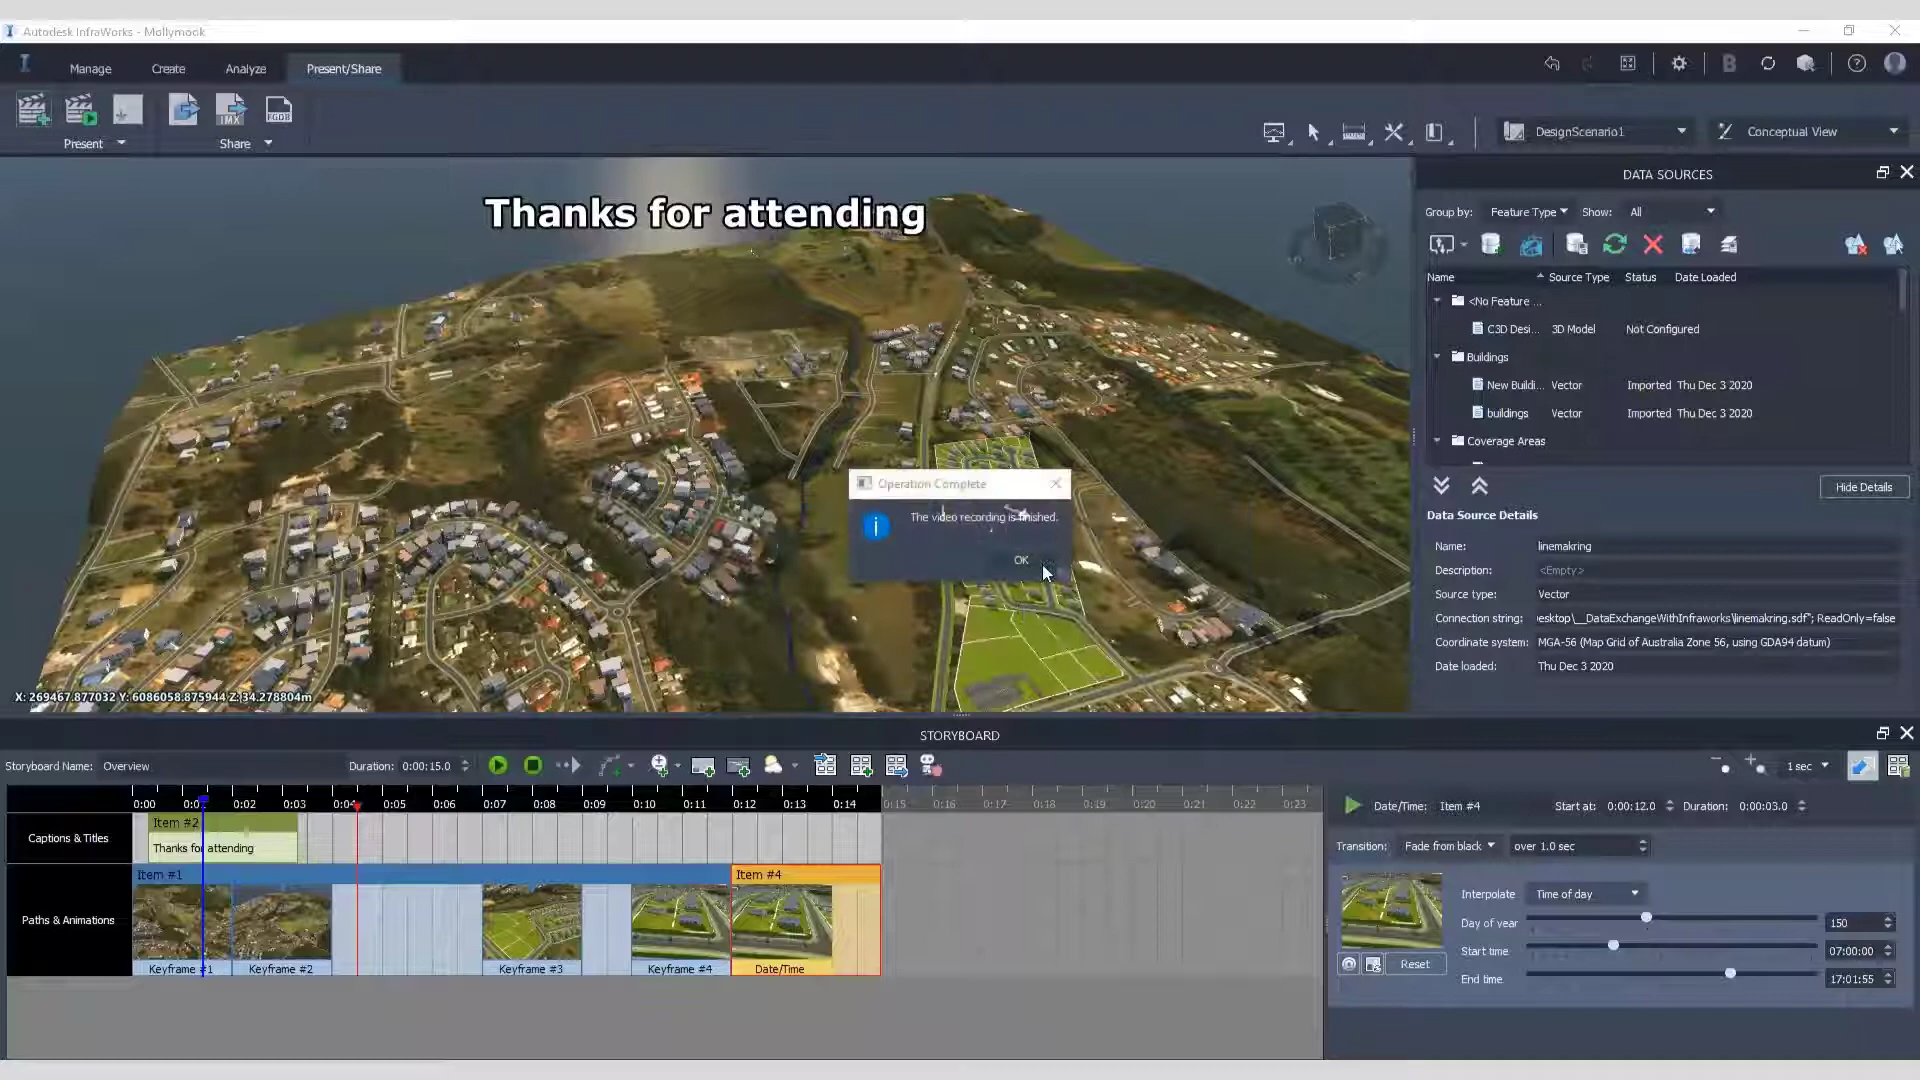 Autodesk InfraWorks - Mollymook
Manage Create Analyze Present/Share
IMX FGDB
Present Share
DesignScenario1 Conceptual View
Thanks for attending
DATA SOURCES
Group by: Feature Type Show: All
Name Source Type Status Date Loaded
<No Feature ...
C3D Desi... 3D Model Not Configured
Buildings
New Buildi... Vector Imported Thu Dec 3 2020
buildings Vector Imported Thu Dec 3 2020
Coverage Areas
Hide Details
Data Source Details
Name: linemakring
Description: <Empty>
Source type: Vector
Connection string: esktop\__DataExchangeWithInfraworks\linemakring.sdf"; ReadOnly=false
Coordinate system: MGA-56 (Map Grid of Australia Zone 56, using GDA94 datum)
Date loaded: Thu Dec 3 2020
Operation Complete
The video recording is finished.
OK
X: 269467.877032 Y: 6086058.875944 Z: 34.278804m
STORYBOARD
Storyboard Name: Overview Duration: 0:00:15.0 1 sec
0:00 0:02 0:03 0:04 0:05 0:06 0:07 0:08 0:09 0:10 0:11 0:12 0:13 0:14 0:15 0:16 0:17 0:18 0:19 0:20 0:21 0:22 0:23
Captions & Titles
Item #2
Thanks for attending
Paths & Animations
Item #1 Item #4
Keyframe #1 Keyframe #2 Keyframe #3 Keyframe #4 Date/Time
Date/Time: Item #4 Start at: 0:00:12.0 Duration: 0:00:03.0
Transition: Fade from black over 1.0 sec
Interpolate Time of day
Day of year 150
Start time 07:00:00
End time 17:01:55
Reset